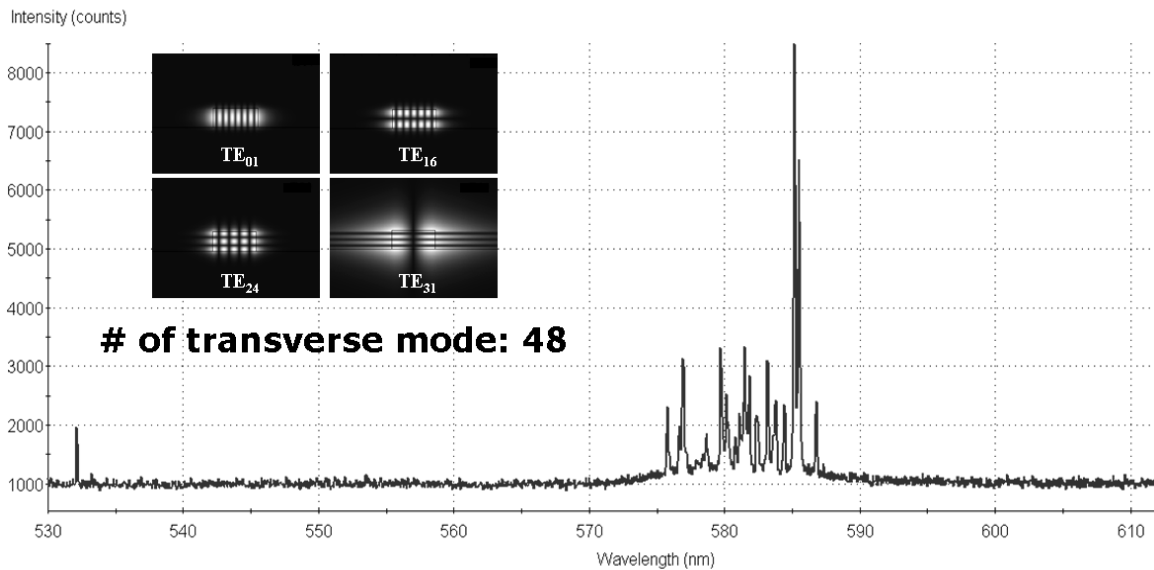 Intensity (counts)
8000
7000
6000
5000
4000
3000
2000
1000
TE01
TE16
TE24
TE31
# of transverse mode: 48
530 540 550 560 570 580 590 600 610
Wavelength (nm)